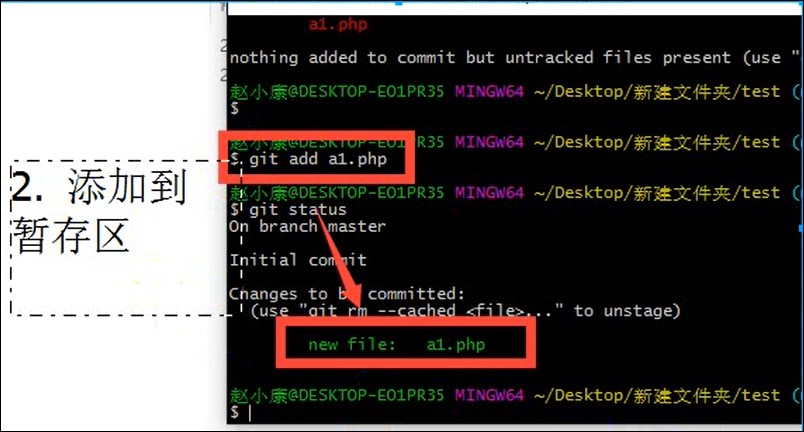 a1.php
nothing added to commit but untracked files present (use "
赵小康@DESKTOP-EO1PR35 MINGW64 ~/Desktop/新建文件夹/test (
$
赵小康@DESKTOP-EO1PR35 MINGW64 ~/Desktop/新建文件夹/test (
$ git add a1.php
赵小康@DESKTOP-EO1PR35 MINGW64 ~/Desktop/新建文件夹/test (
$ git status
On branch master
Initial commit
Changes to be committed:
(use "git rm --cached <file>..." to unstage)
new file: a1.php
赵小康@DESKTOP-EO1PR35 MINGW64 ~/Desktop/新建文件夹/test (
$
2. 添加到
暂存区